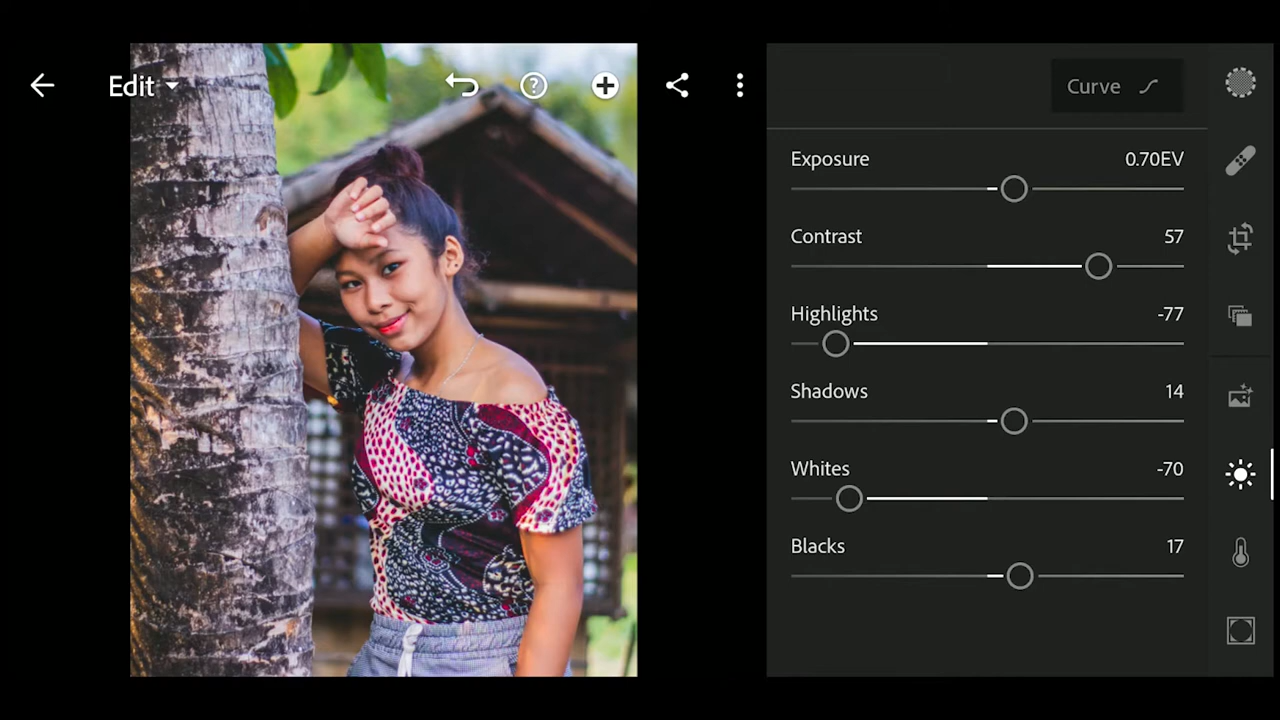 Edit
Curve
Exposure 0.70EV
Contrast 57
Highlights -77
Shadows 14
Whites -70
Blacks 17